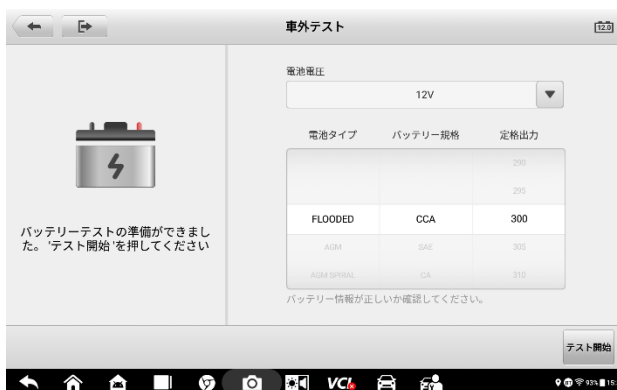 車外テスト
12.0
電池電圧
12V
電池タイプ バッテリー規格 定格出力
290
295
FLOODED CCA 300
AGM SAE 305
AGM SPIRAL CA 310
バッテリーテストの準備ができまし
た。 'テスト開始 'を押してください
バッテリー情報が正しいか確認してください。
テスト開始
VCI
93% 15: